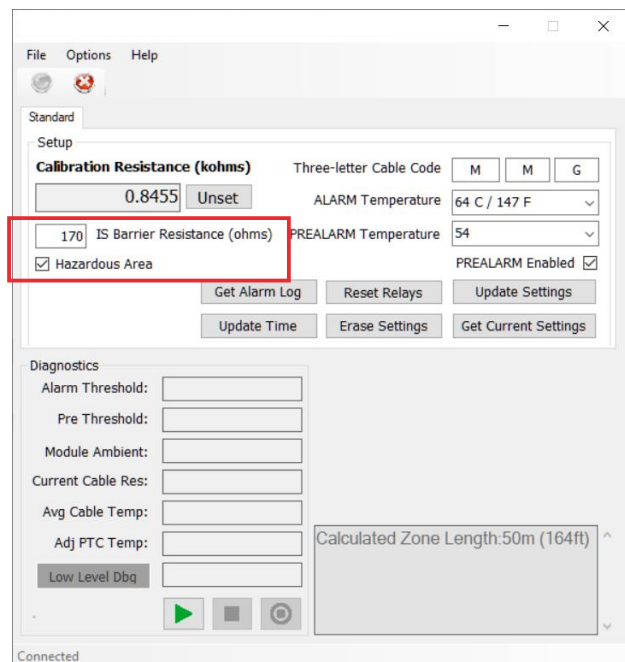 File Options Help
Standard
Setup
Calibration Resistance (kohms)
Three-letter Cable Code M M G
0.8455 Unset
ALARM Temperature 64 C / 147 F
170 IS Barrier Resistance (ohms)
PREALARM Temperature 54
Hazardous Area
PREALARM Enabled
Get Alarm Log Reset Relays Update Settings
Update Time Erase Settings Get Current Settings
Diagnostics
Alarm Threshold:
Pre Threshold:
Module Ambient:
Current Cable Res:
Avg Cable Temp:
Adj PTC Temp:
Low Level Dbg
Calculated Zone Length:50m (164ft)
Connected